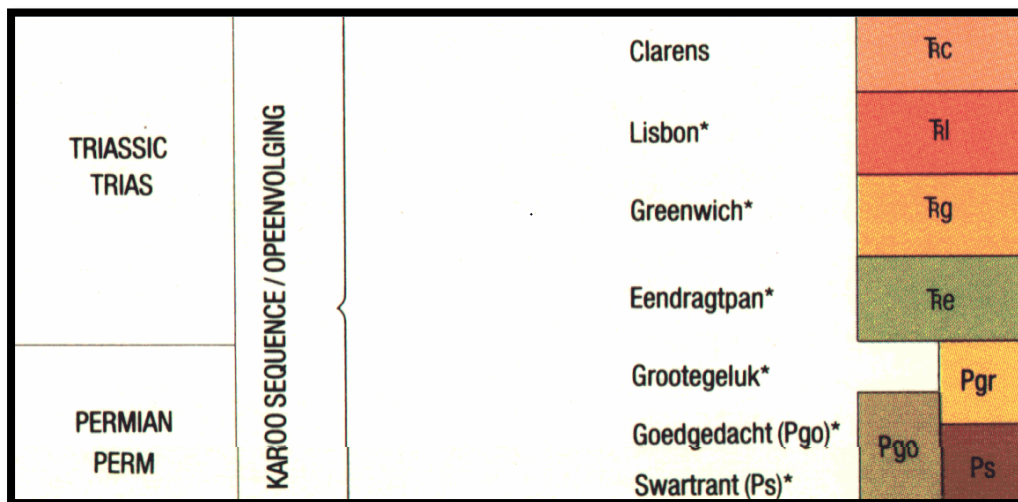 TRIASSIC
TRIAS
PERMIAN
PERM
KAROO SEQUENCE / OPEENVOLGING
Clarens
Lisbon*
Greenwich*
Eendragtpan*
Grootegeluk*
Goedgedacht (Pgo)*
Swartrant (Ps)*
TRc
TRl
TRg
TRe
Pgr
Pgo
Ps